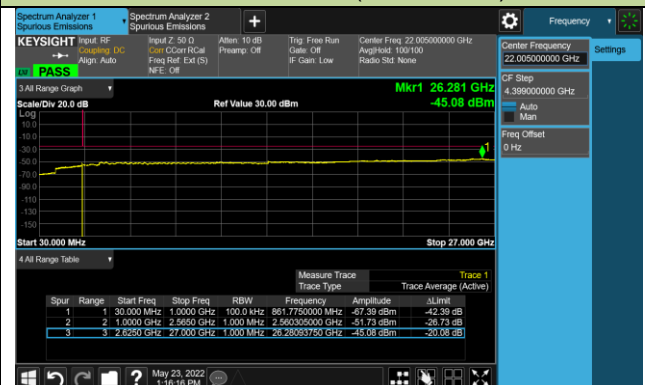 Spectrum Analyzer 1
Spurious Emissions
Spectrum Analyzer 2
Spurious Emissions
+
Frequency
KEYSIGHT
Input: RF
Coupling: DC
Align: Auto
Input Z: 50 Ω
Corr CCorr RCal
Freq Ref: Ext (S)
NFE: Off
Atten: 10 dB
Preamp: Off
Trig: Free Run
Gate: Off
IF Gain: Low
Center Freq: 22.005000000 GHz
Avg|Hold: 100/100
Radio Std: None
PASS
Center Frequency
22.005000000 GHz
Settings
CF Step
4.399000000 GHz
Auto
Man
Freq Offset
0 Hz
3 All Range Graph
Mkr1 26.281 GHz
Scale/Div 20.0 dB
Ref Value 30.00 dBm
-45.08 dBm
Log
10.0
-10.0
-30.0
-50.0
-70.0
-90.0
-110
-130
-150
1
Start 30.000 MHz
Stop 27.000 GHz
4 All Range Table
Measure Trace Trace 1
Trace Type Trace Average (Active)
Spur Range Start Freq Stop Freq RBW Frequency Amplitude ΔLimit
1 1 30.000 MHz 1.0000 GHz 100.0 kHz 861.7750000 MHz -67.39 dBm -42.39 dB
2 2 1.0000 GHz 2.5650 GHz 1.000 MHz 2.560305000 GHz -51.73 dBm -26.73 dB
3 3 2.6250 GHz 27.000 GHz 1.000 MHz 26.28093750 GHz -45.08 dBm -20.08 dB
?
May 23, 2022
1:16:16 PM